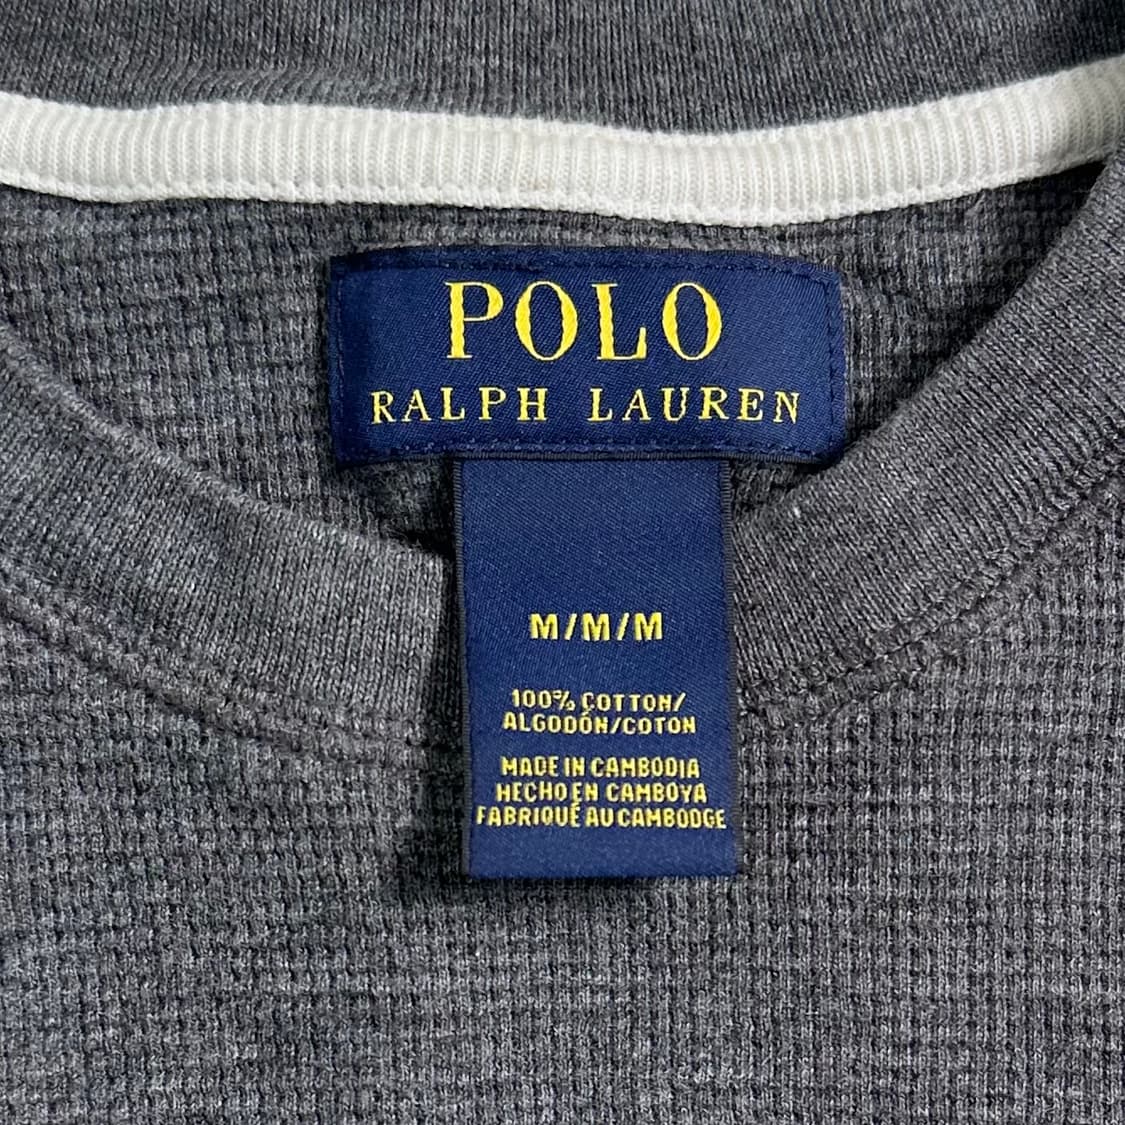 POLO
RALPH LAUREN
M/M/M
100% COTTON/
ALGODÓN/COTON
MADE IN CAMBODIA
HECHO EN CAMBOYA
FABRIQUÉ AU CAMBODGE